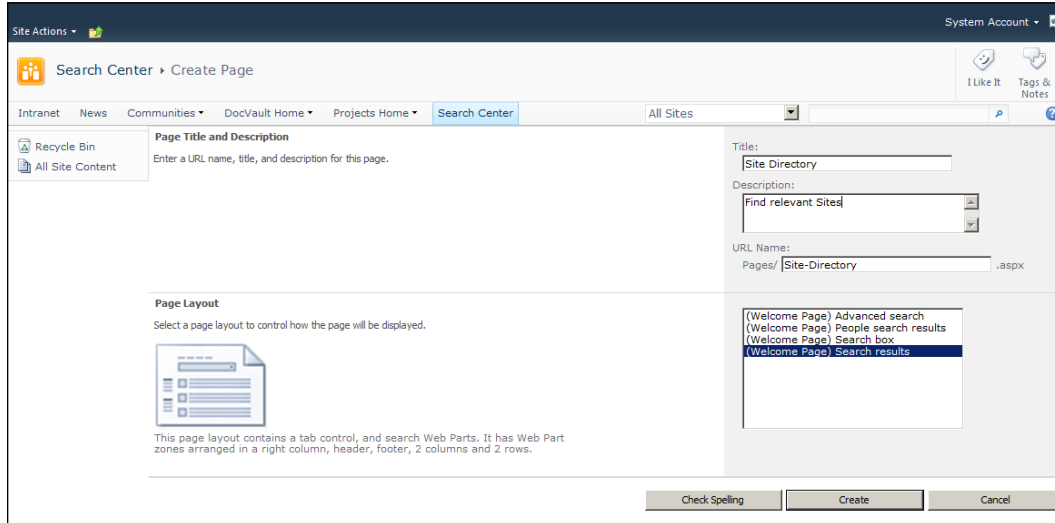 System Account
Site Actions
Search Center ▸ Create Page
I Like It
Tags &
Notes
Intranet News Communities DocVault Home Projects Home Search Center All Sites
Recycle Bin
All Site Content
Page Title and Description
Enter a URL name, title, and description for this page.
Title:
Site Directory
Description:
Find relevant Sites
URL Name:
Pages/ Site-Directory .aspx
Page Layout
Select a page layout to control how the page will be displayed.
(Welcome Page) Advanced search
(Welcome Page) People search results
(Welcome Page) Search box
(Welcome Page) Search results
This page layout contains a tab control, and search Web Parts. It has Web Part
zones arranged in a right column, header, footer, 2 columns and 2 rows.
Check Spelling Create Cancel